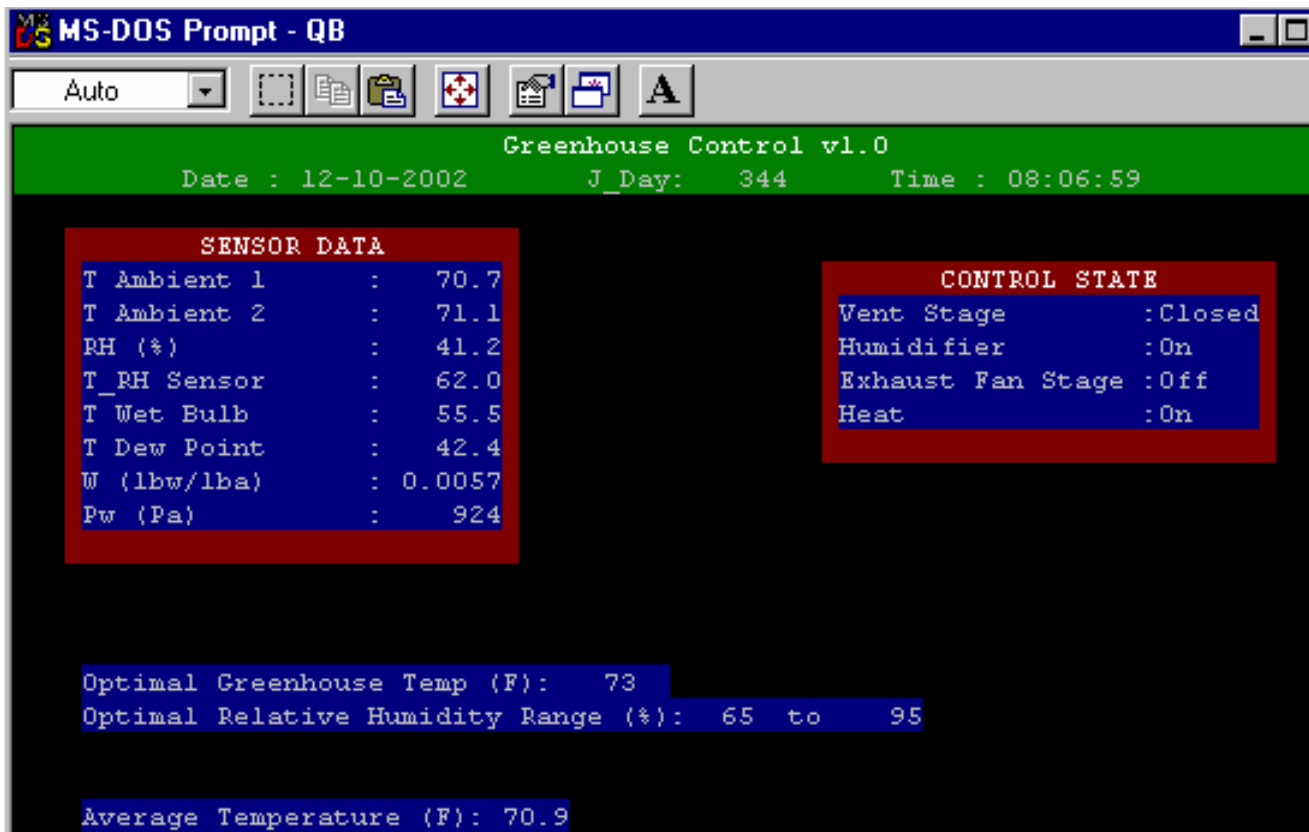 MS-DOS Prompt - QB
Auto
A
Greenhouse Control v1.0
Date : 12-10-2002 J_Day: 344 Time : 08:06:59
SENSOR DATA
T Ambient 1 : 70.7
T Ambient 2 : 71.1
RH (%) : 41.2
T_RH Sensor : 62.0
T Wet Bulb : 55.5
T Dew Point : 42.4
W (lbw/lba) : 0.0057
Pw (Pa) : 924
CONTROL STATE
Vent Stage :Closed
Humidifier :On
Exhaust Fan Stage :Off
Heat :On
Optimal Greenhouse Temp (F): 73
Optimal Relative Humidity Range (%): 65 to 95
Average Temperature (F): 70.9